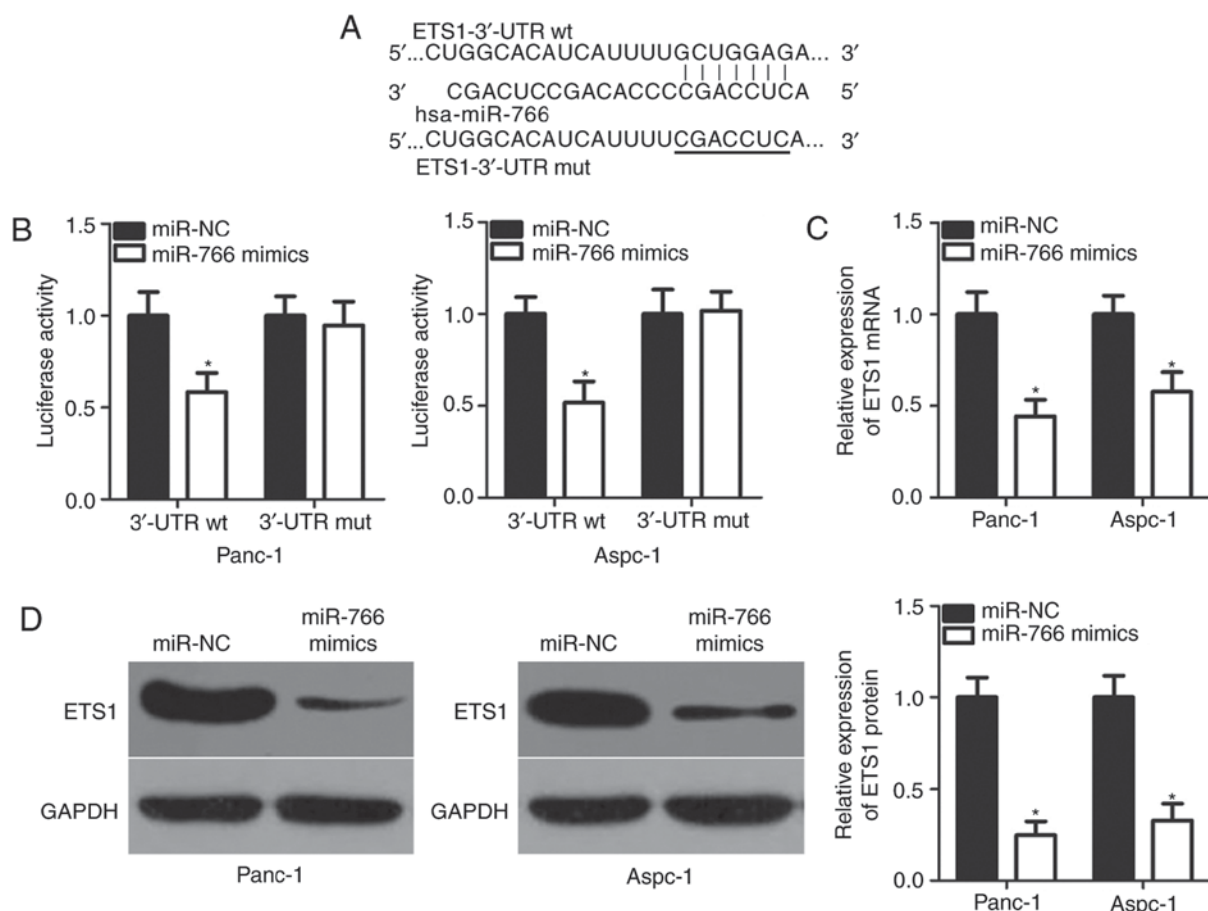 A
ETS1-3′-UTR wt
5′...CUGGCACAUCAUUUUGCUGGAGA... 3′
3′ CGACUCCGACACCCCGACCUCA 5′
hsa-miR-766
5′...CUGGCACAUCAUUUUCGACCUCA... 3′
ETS1-3′-UTR mut
B
miR-NC
miR-766 mimics
Luciferase activity
1.5
1.0
0.5
0.0
*
3′-UTR wt
3′-UTR mut
Panc-1
miR-NC
miR-766 mimics
Luciferase activity
1.5
1.0
0.5
0.0
*
3′-UTR wt
3′-UTR mut
Aspc-1
C
miR-NC
miR-766 mimics
Relative expression
of ETS1 mRNA
1.5
1.0
0.5
0.0
*
*
Panc-1
Aspc-1
D
miR-NC
miR-766
mimics
ETS1
GAPDH
Panc-1
miR-NC
miR-766
mimics
ETS1
GAPDH
Aspc-1
miR-NC
miR-766 mimics
Relative expression
of ETS1 protein
1.5
1.0
0.5
0.0
*
*
Panc-1
Aspc-1